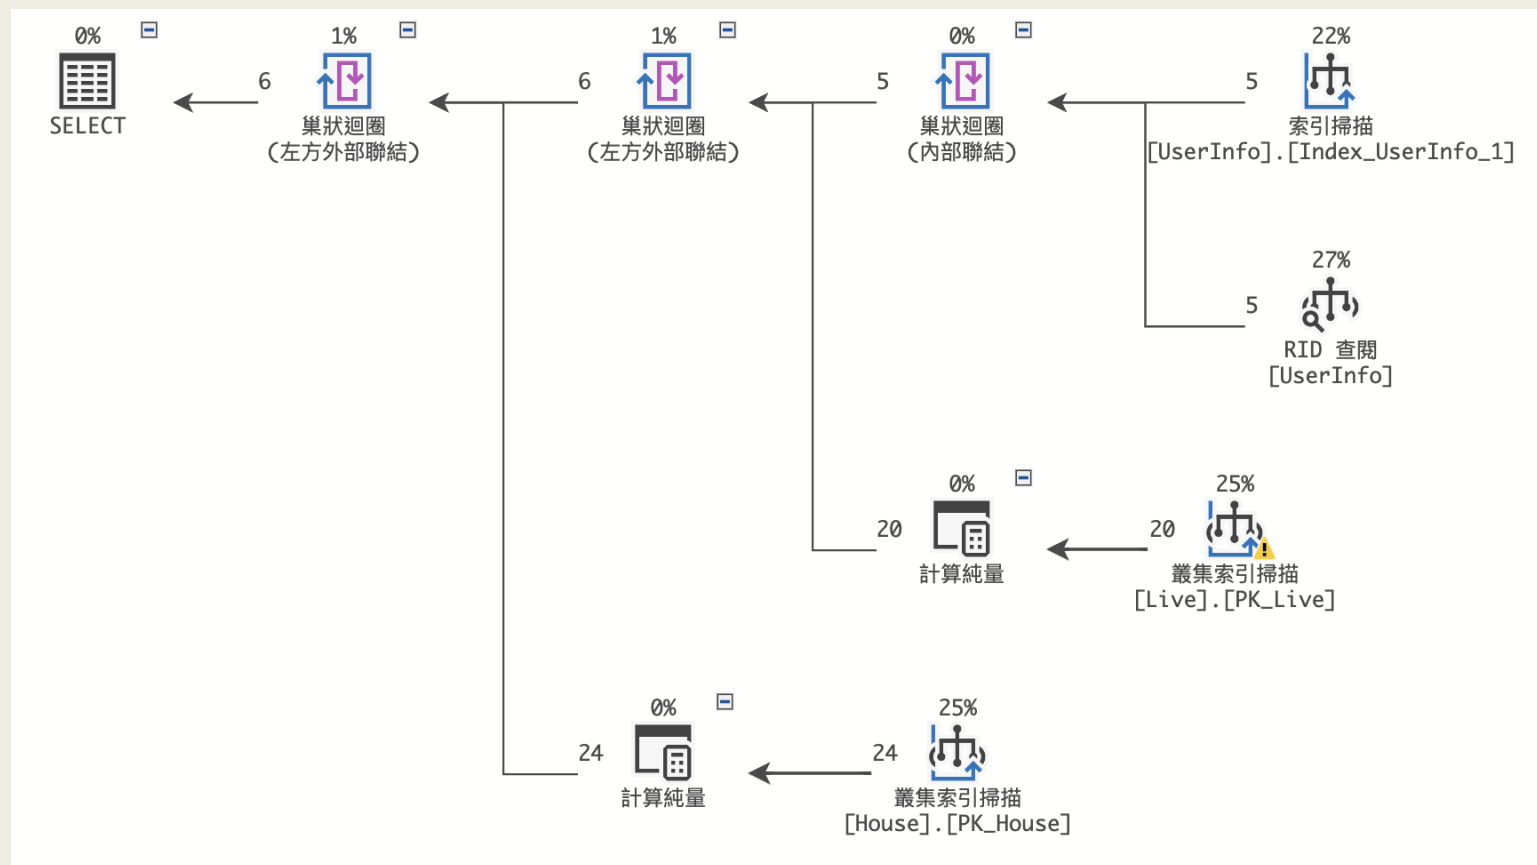 0%
SELECT
6
1%
巢狀迴圈
(左方外部聯結)
6
1%
巢狀迴圈
(左方外部聯結)
5
0%
巢狀迴圈
(內部聯結)
5
22%
索引掃描
[UserInfo].[Index_UserInfo_1]
5
27%
RID 查閱
[UserInfo]
20
0%
計算純量
20
25%
叢集索引掃描
[Live].[PK_Live]
24
0%
計算純量
24
25%
叢集索引掃描
[House].[PK_House]